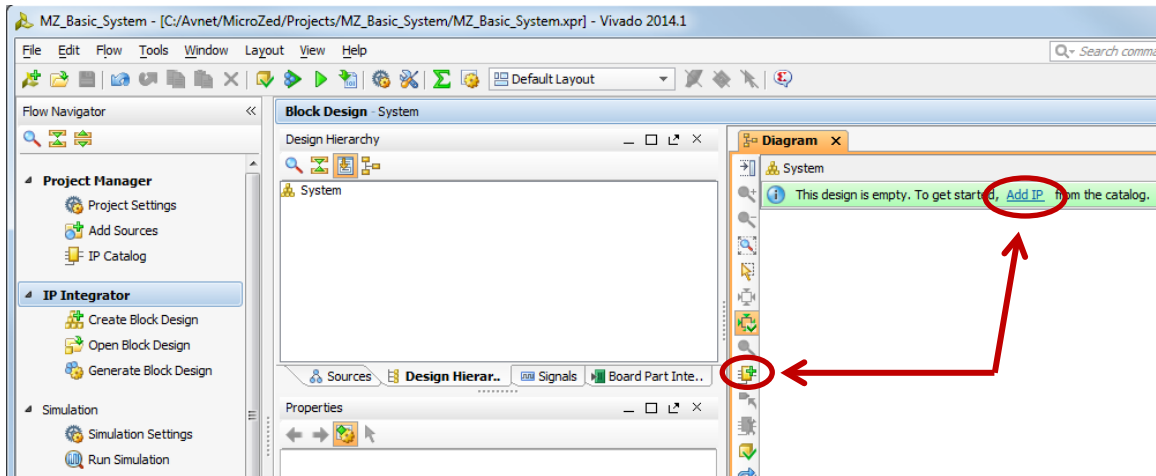 MZ_Basic_System - [C:/Avnet/MicroZed/Projects/MZ_Basic_System/MZ_Basic_System.xpr] - Vivado 2014.1
File Edit Flow Tools Window Layout View Help
Search comma
Default Layout
Flow Navigator
Project Manager
Project Settings
Add Sources
IP Catalog
IP Integrator
Create Block Design
Open Block Design
Generate Block Design
Simulation
Simulation Settings
Run Simulation
Block Design - System
Design Hierarchy
System
Sources Design Hierar.. Signals Board Part Inte..
Properties
Diagram
System
This design is empty. To get started, Add IP from the catalog.